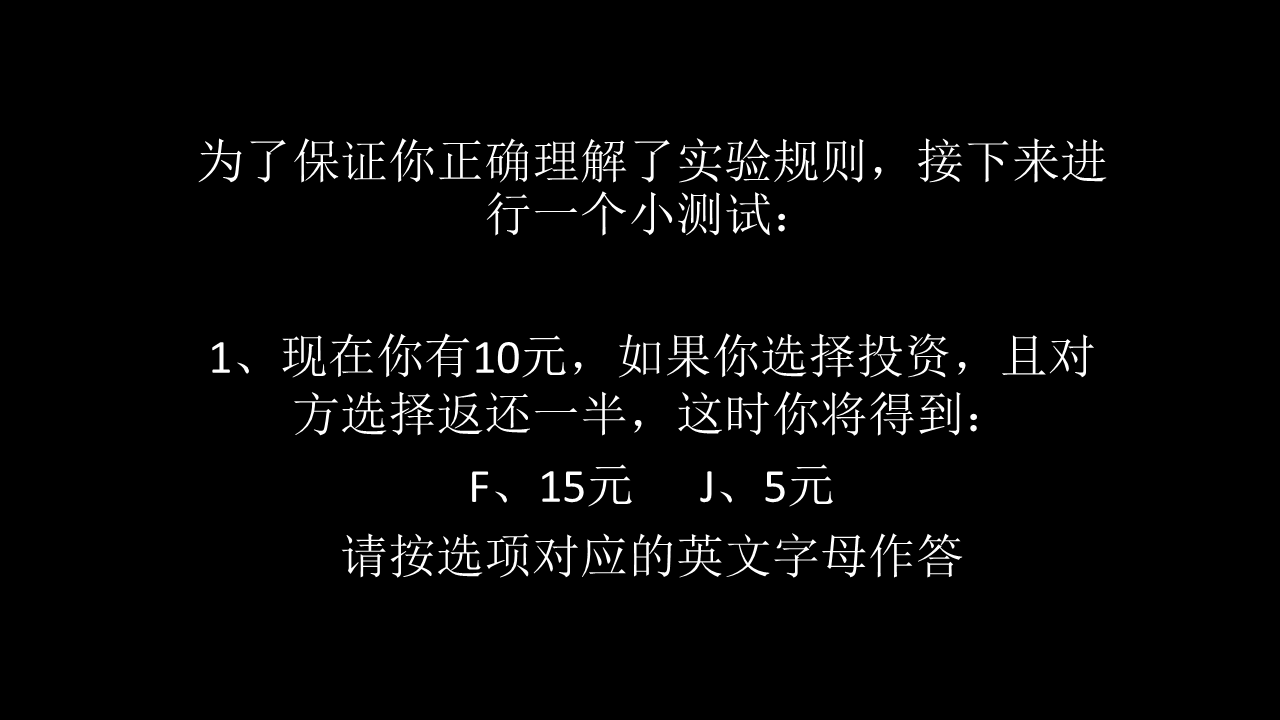 为了保证你正确理解了实验规则，接下来进
行一个小测试：
1、现在你有10元，如果你选择投资，且对
方选择返还一半，这时你将得到：
F、15元 J、5元
请按选项对应的英文字母作答